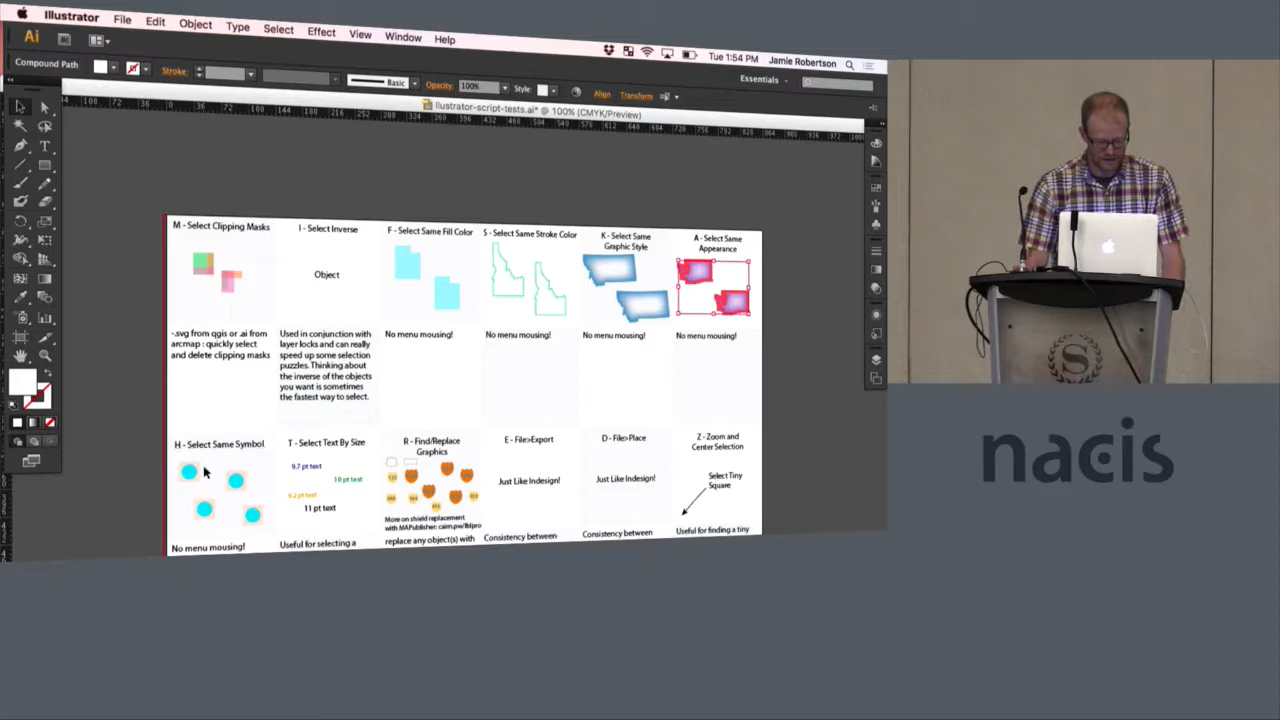 Illustrator File Edit Object Type Select Effect View Window Help
Tue 1:54 PM Jamie Robertson
Ai
Compound Path Stroke: Basic Opacity: 100% Style: Align Transform Essentials
llustrator-script-tests.ai* @ 100% (CMYK/Preview)
M - Select Clipping Masks
-.svg from qgis or .ai from
arcmap : quickly select
and delete clipping masks
I - Select Inverse
Object
Used in conjunction with
layer locks and can really
speed up some selection
puzzles. Thinking about
the inverse of the objects
you want is sometimes
the fastest way to select.
F - Select Same Fill Color
No menu mousing!
S - Select Same Stroke Color
No menu mousing!
K - Select Same
Graphic Style
No menu mousing!
A - Select Same
Appearance
No menu mousing!
H - Select Same Symbol
No menu mousing!
T - Select Text By Size
9.7 pt text
10 pt text
9.2 pt text
11 pt text
Useful for selecting a
R - Find/Replace
Graphics
More on shield replacement
with MAPublisher: caim.pw/lblpro
replace any object(s) with
E - File>Export
Just Like Indesign!
Consistency between
D - File>Place
Just Like Indesign!
Consistency between
Z - Zoom and
Center Selection
Select Tiny
Square
Useful for finding a tiny
S
nacis